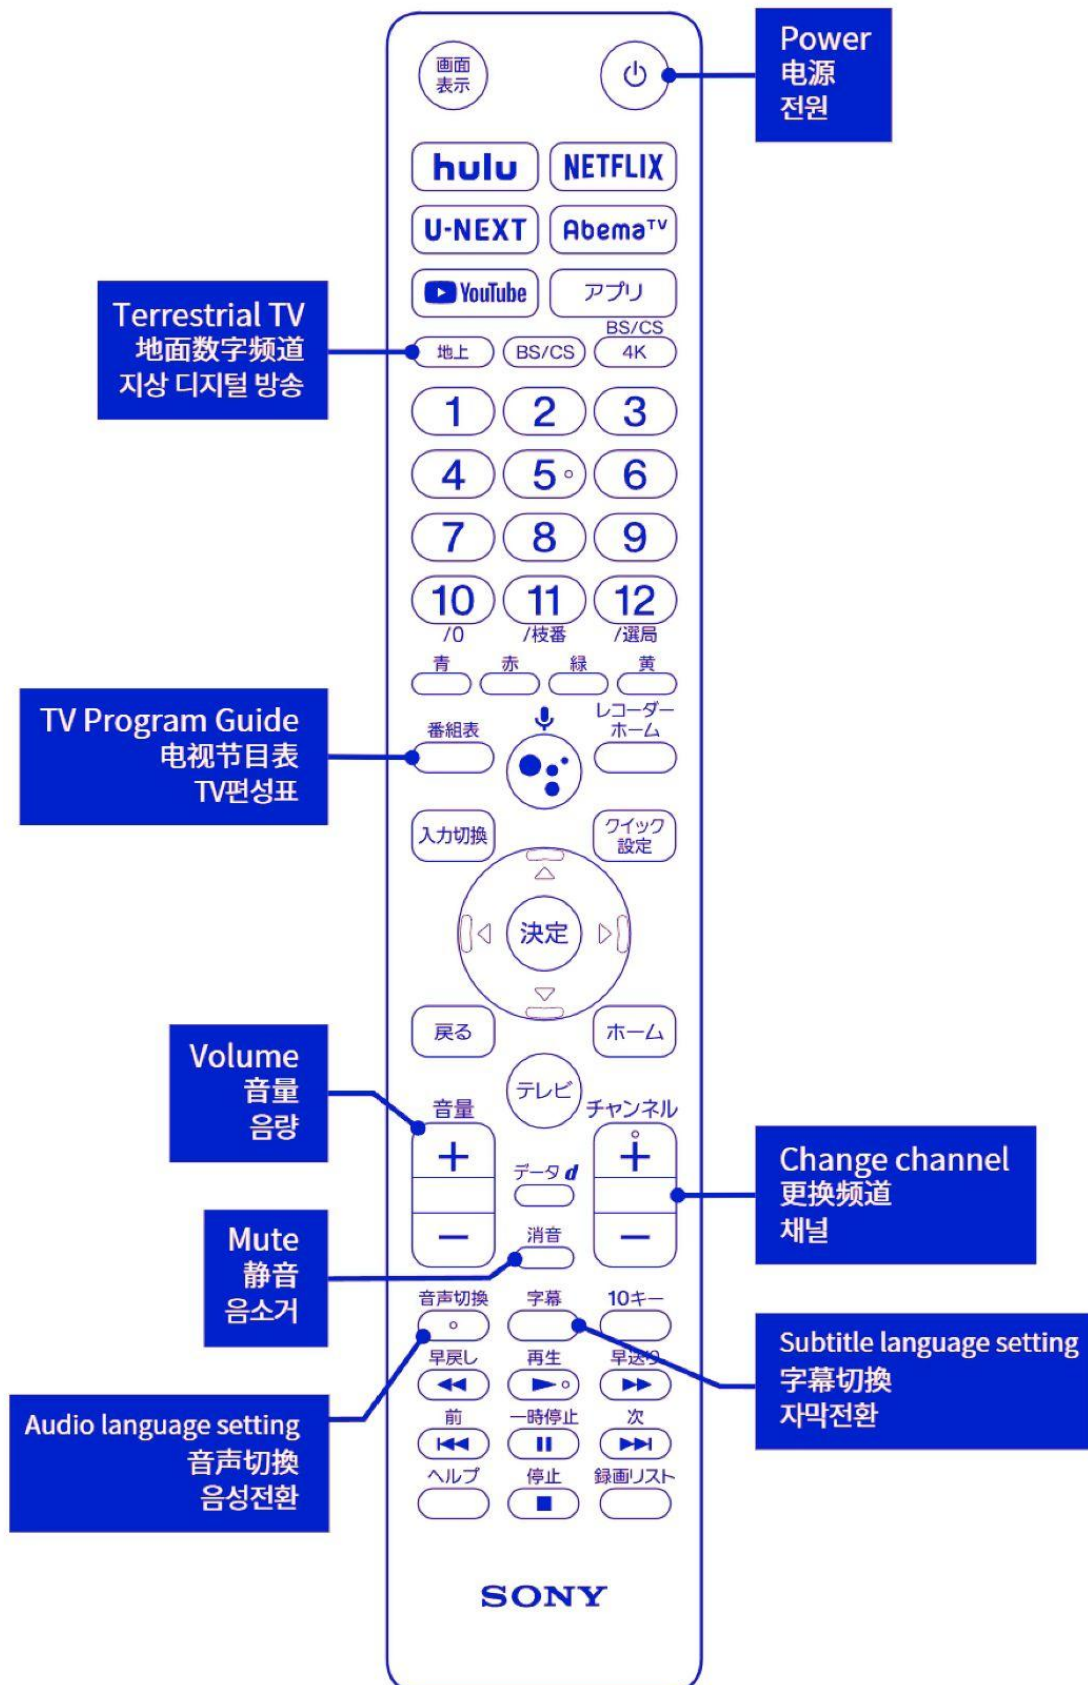 画面
表示
Power
电源
전원
hulu
NETFLIX
U-NEXT
AbemaTV
YouTube
アプリ
Terrestrial TV
地面数字频道
지상 디지털 방송
地上
BS/CS
BS/CS
4K
1
2
3
4
5
6
7
8
9
10
/0
11
/枝番
12
/選局
青
赤
緑
黄
TV Program Guide
电视节目表
TV편성표
番組表
レコーダー
ホーム
入力切換
クイック
設定
決定
戻る
ホーム
テレビ
Volume
音量
음량
音量
+
−
チャンネル
+
−
Change channel
更换频道
채널
データ d
Mute
静音
음소거
消音
音声切換
字幕
10キー
Subtitle language setting
字幕切換
자막전환
早戻し
再生
早送り
Audio language setting
音声切換
음성전환
前
一時停止
次
ヘルプ
停止
録画リスト
SONY